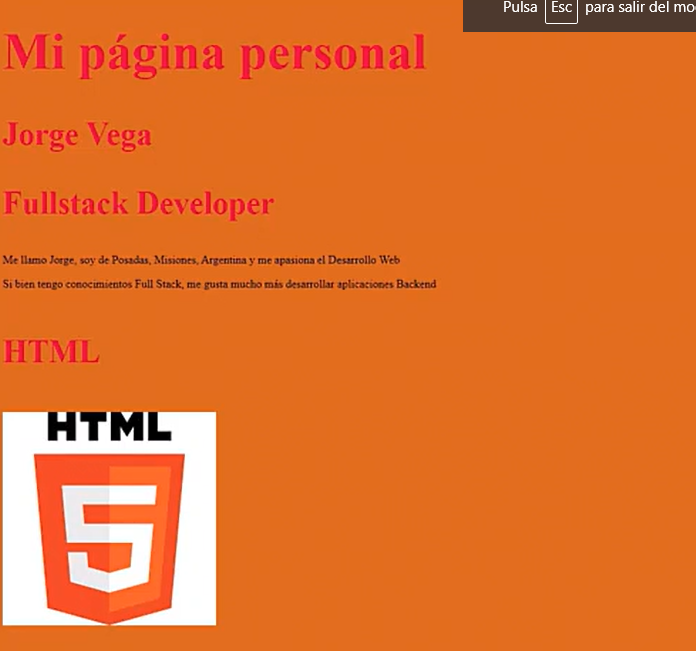 Pulsa Esc para salir del mo
Mi página personal
Jorge Vega
Fullstack Developer
Me llamo Jorge, soy de Posadas, Misiones, Argentina y me apasiona el Desarrollo Web
Si bien tengo conocimientos Full Stack, me gusta mucho más desarrollar aplicaciones Backend
HTML
HTML
5